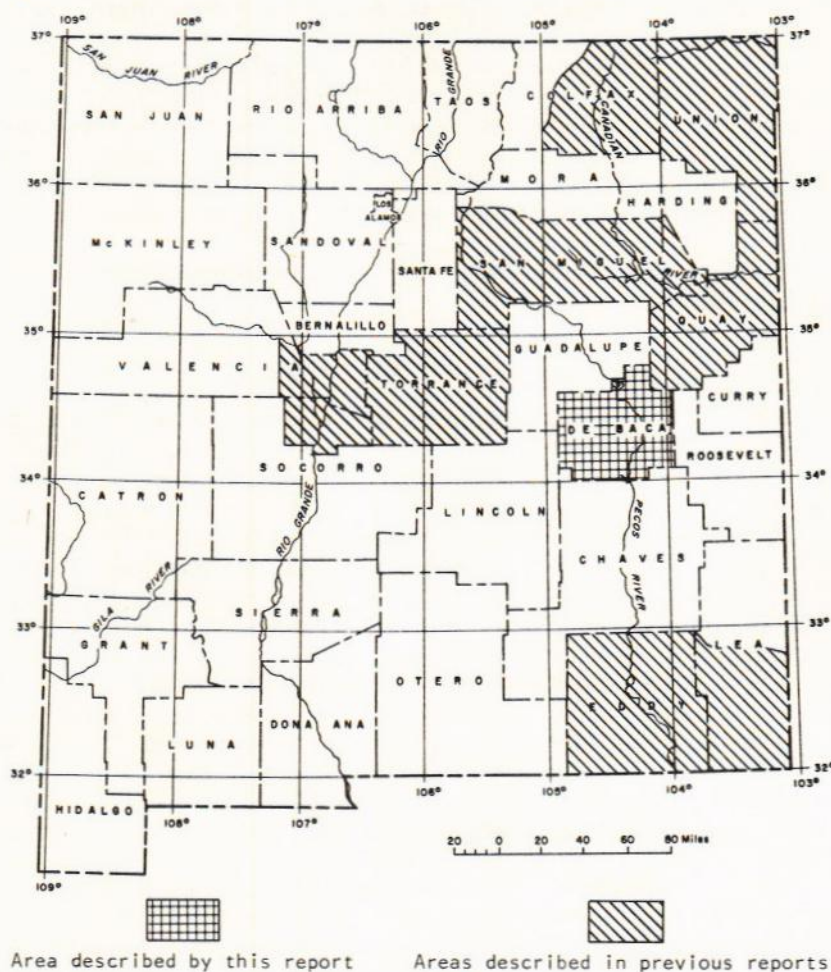 109° 108° 107° 106° 105° 104° 103°
37° 37°
SAN JUAN RIVER
RIO GRANDE
CANADIAN
SAN JUAN RIO ARRIBA TAOS COLFAX UNION
MORA
36° 36°
LOS ALAMOS
HARDING
McKINLEY SANDOVAL
SANTA FE SAN MIGUEL
RIVER
BERNALILLO
QUAY
35° 35°
GUADALUPE
VALENCIA TORRANCE
CURRY
DE BACA
ROOSEVELT
SOCORRO
34° 34°
CATRON
LINCOLN
RIO GRANDE
PECOS RIVER
CHAVES
GILA RIVER
SIERRA
33° 33°
GRANT
LEA
OTERO
EDDY
DONA ANA
LUNA
32° 32°
106° 105° 104° 103°
HIDALGO
108° 107°
20 0 20 40 60 80 Miles
109°
Area described by this report Areas described in previous reports